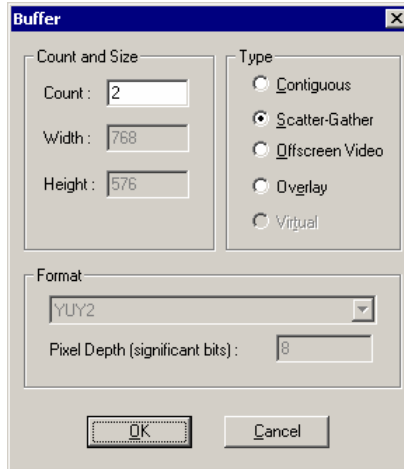 Buffer
Count and Size
Count :
2
Width :
768
Height :
576
Type
Contiguous
Scatter-Gather
Offscreen Video
Overlay
Virtual
Format
YUY2
Pixel Depth (significant bits) :
8
OK
Cancel